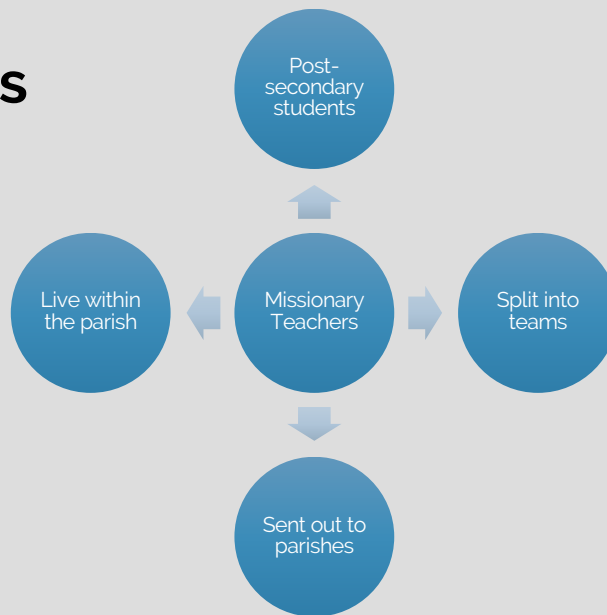 s
Post-
secondary
students
Live within
the parish
Missionary
Teachers
Split into
teams
Sent out to
parishes